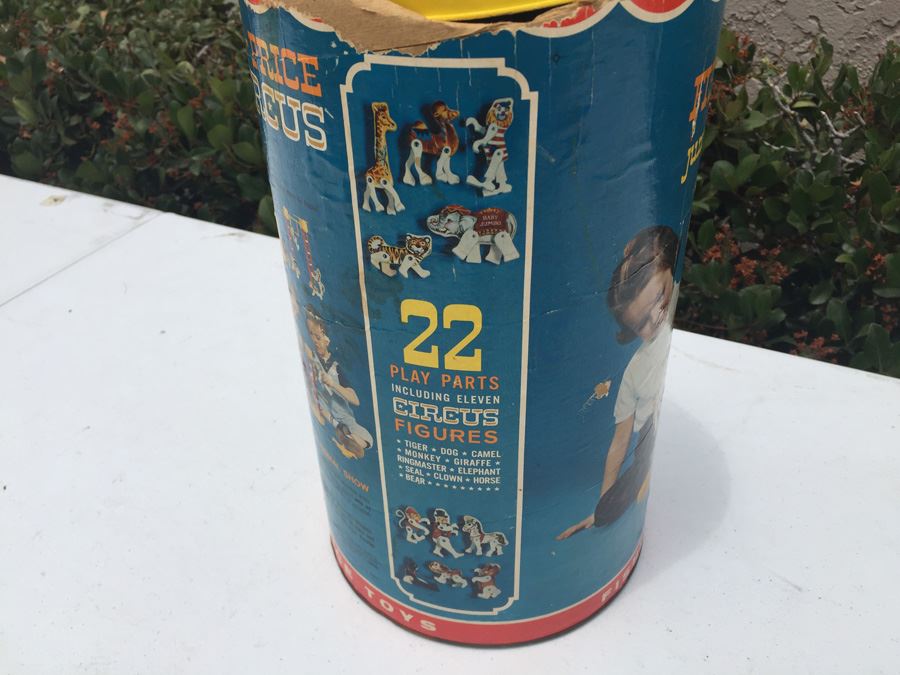 PRICE
CUS
BABY
JUMBO
22
PLAY PARTS
INCLUDING ELEVEN
CIRCUS
FIGURES
★ TIGER ★ DOG ★ CAMEL
★ MONKEY ★ GIRAFFE ★
RINGMASTER ★ ELEPHANT
★ SEAL ★ CLOWN ★ HORSE
★ BEAR ★ ★ ★ ★ ★ ★ ★ ★ ★
SHOW
TOYS
FI